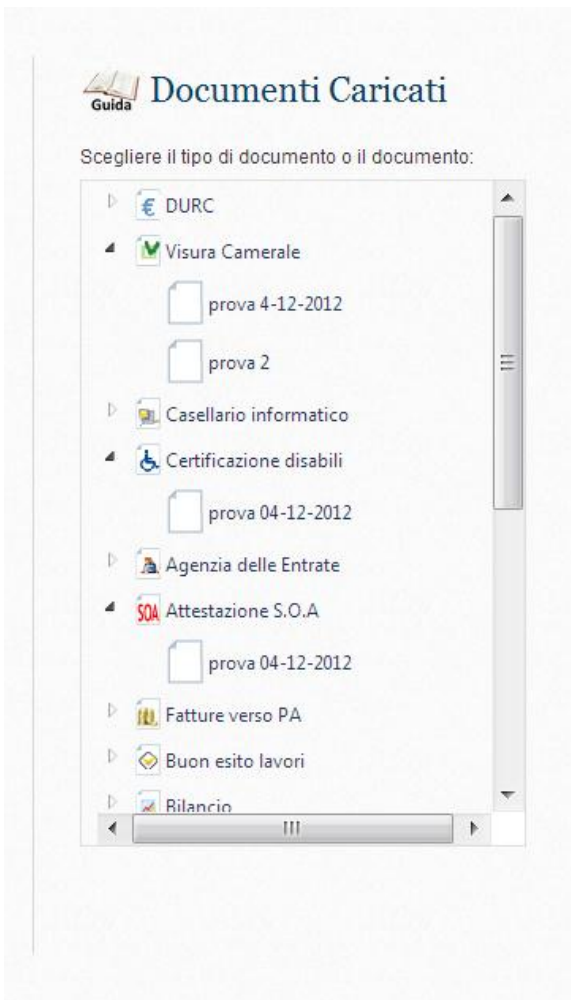 Guida Documenti Caricati
Scegliere il tipo di documento o il documento:
€ DURC
Visura Camerale
prova 4-12-2012
prova 2
Casellario informatico
Certificazione disabili
prova 04-12-2012
Agenzia delle Entrate
SOA Attestazione S.O.A
prova 04-12-2012
Fatture verso PA
Buon esito lavori
Bilancio